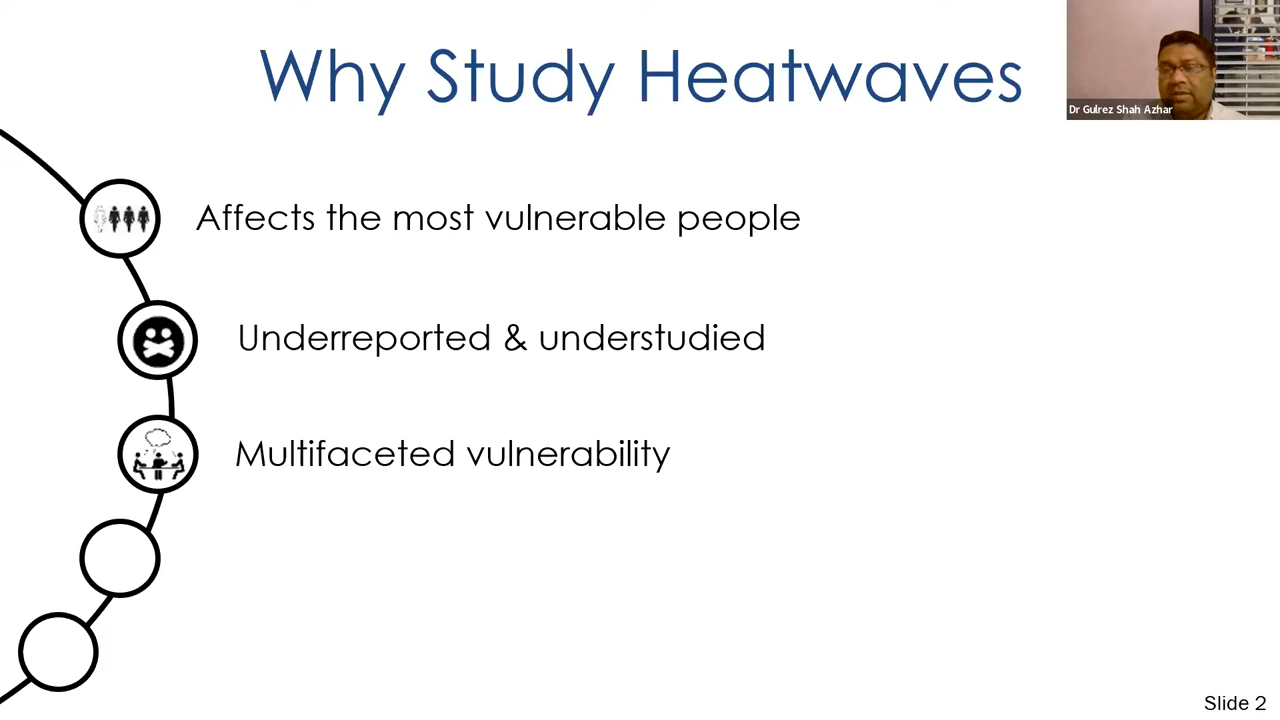 Why Study Heatwaves
Dr Gulrez Shah Azhar
Affects the most vulnerable people
Underreported & understudied
Multifaceted vulnerability
Slide 2